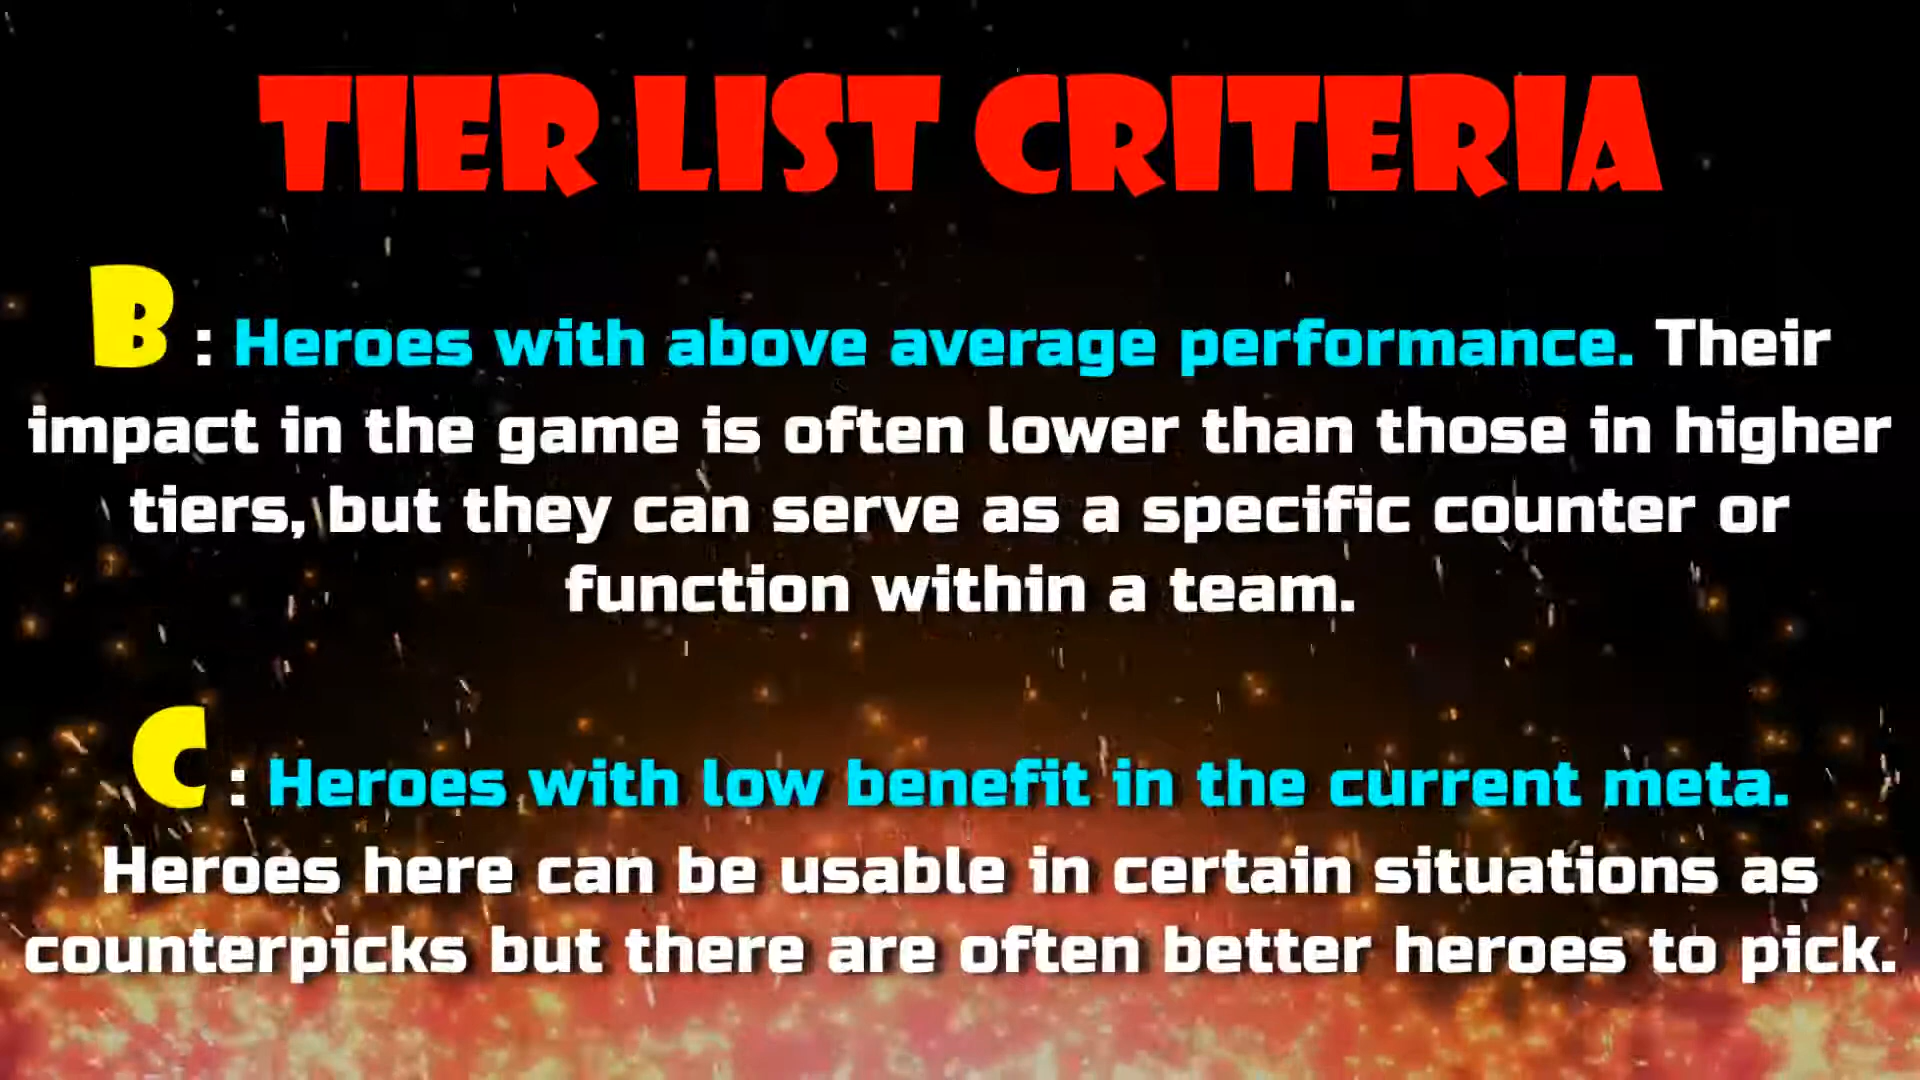 TIER LIST CRITERIA
B : Heroes with above average performance. Their
impact in the game is often lower than those in higher
tiers, but they can serve as a specific counter or
function within a team.
C : Heroes with low benefit in the current meta.
Heroes here can be usable in certain situations as
counterpicks but there are often better heroes to pick.